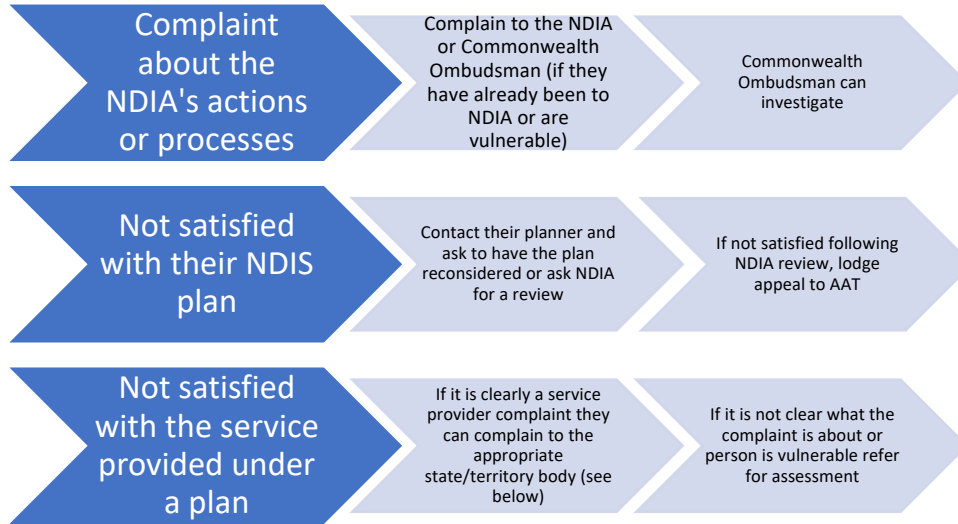 Complaint
about the
NDIA's actions
or processes
Complain to the NDIA
or Commonwealth
Ombudsman (if they
have already been to
NDIA or are
vulnerable)
Commonwealth
Ombudsman can
investigate
Not satisfied
with their NDIS
plan
Contact their planner and
ask to have the plan
reconsidered or ask NDIA
for a review
If not satisfied following
NDIA review, lodge
appeal to AAT
Not satisfied
with the service
provided under
a plan
If it is clearly a service
provider complaint they
can complain to the
appropriate
state/territory body (see
below)
If it is not clear what the
complaint is about or
person is vulnerable refer
for assessment